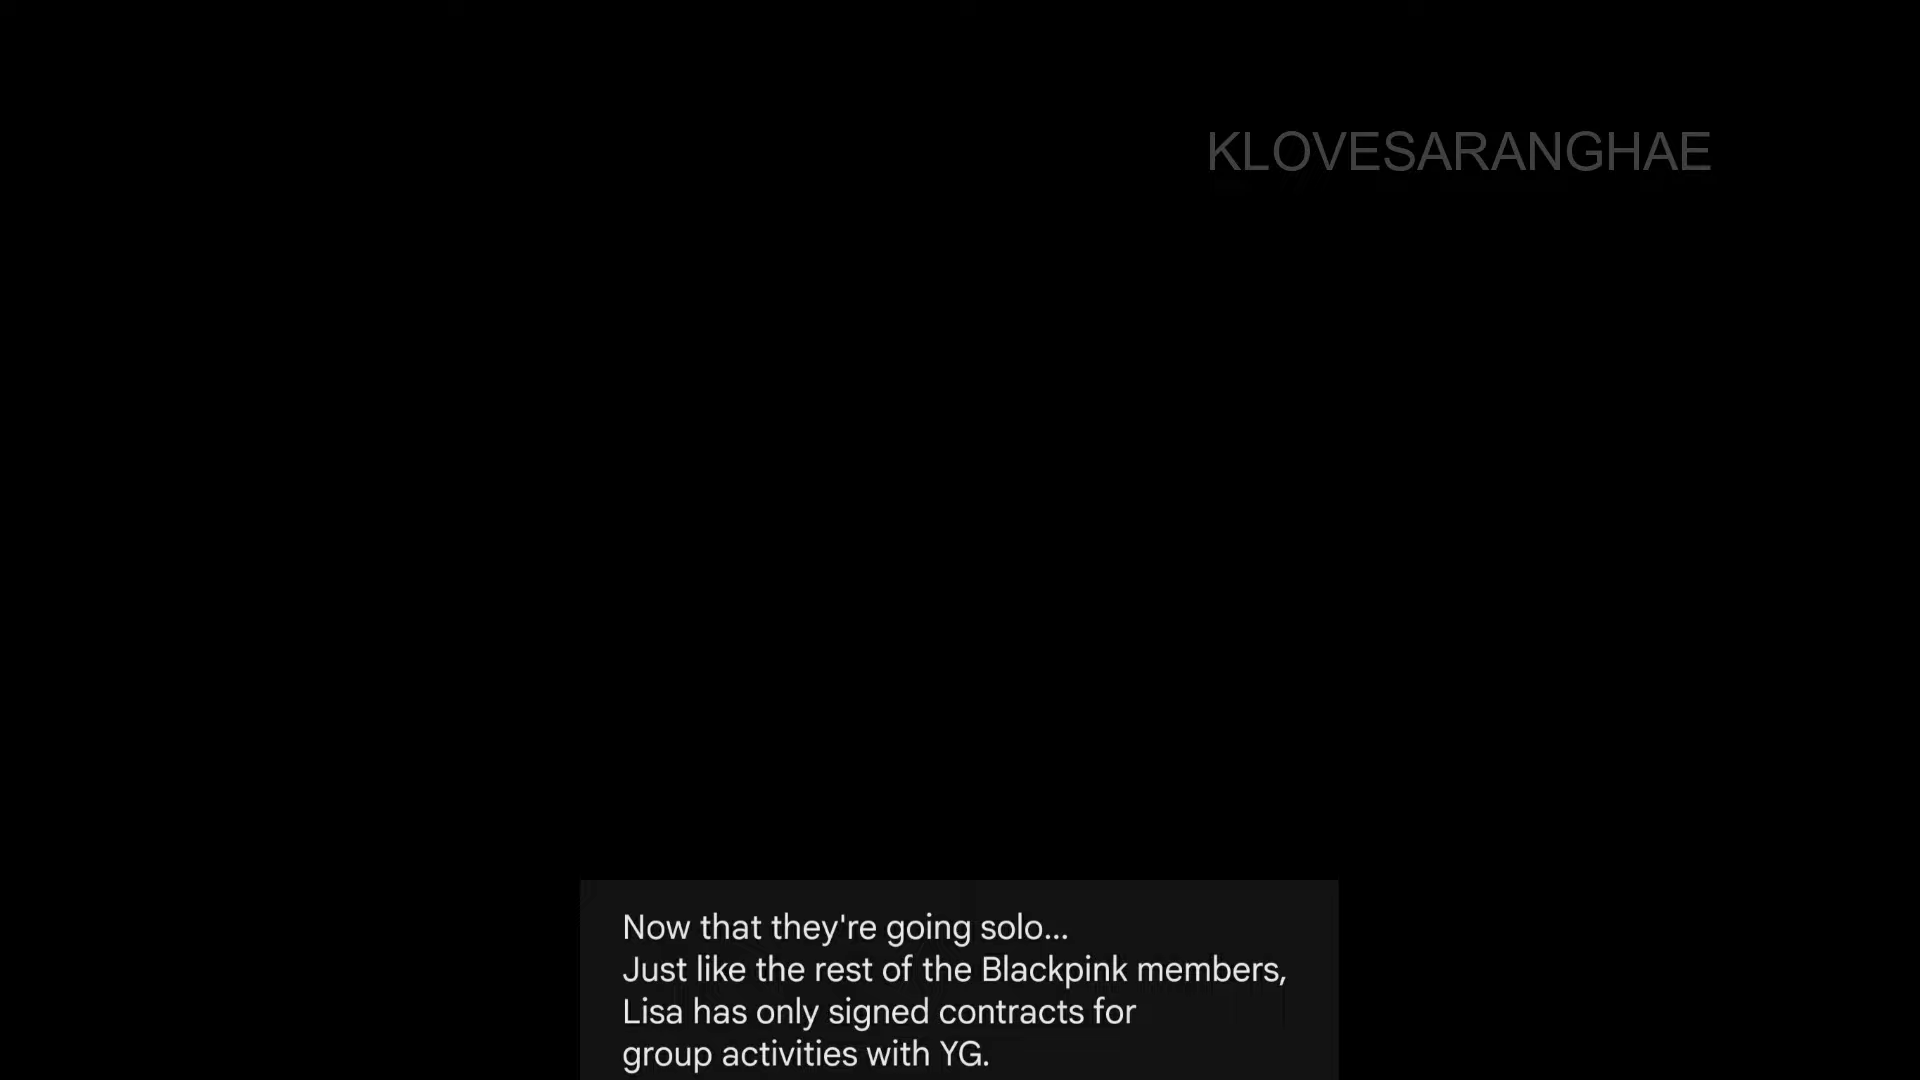 KLOVESARANGHAE
Now that they're going solo...
Just like the rest of the Blackpink members,
Lisa has only signed contracts for
group activities with YG.